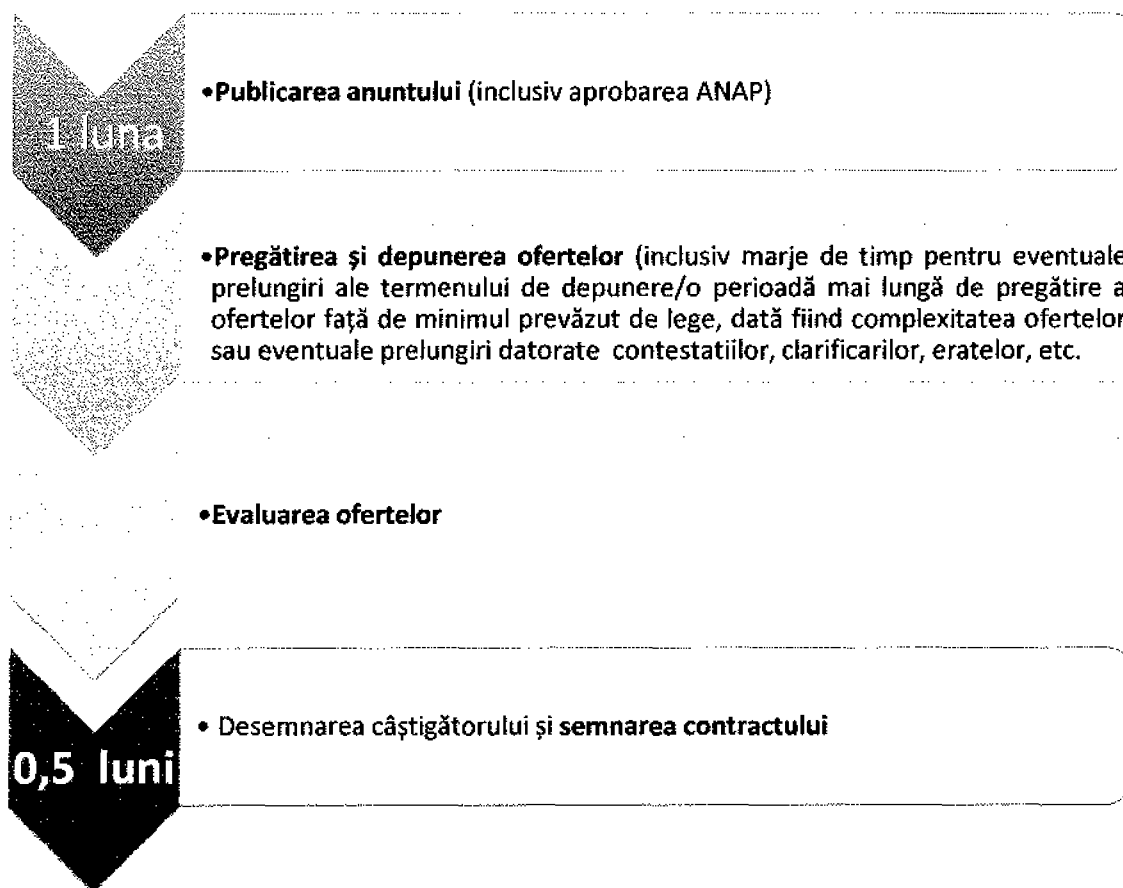 •Publicarea anuntului (inclusiv aprobarea ANAP)
1 luna
•Pregătirea și depunerea ofertelor (inclusiv marje de timp pentru eventuale
prelungiri ale termenului de depunere/o perioadă mai lungă de pregătire a
ofertelor față de minimul prevăzut de lege, dată fiind complexitatea ofertelor
sau eventuale prelungiri datorate contestatiilor, clarificarilor, eratelor, etc.
•Evaluarea ofertelor
• Desemnarea câștigătorului și semnarea contractului
0,5 luni